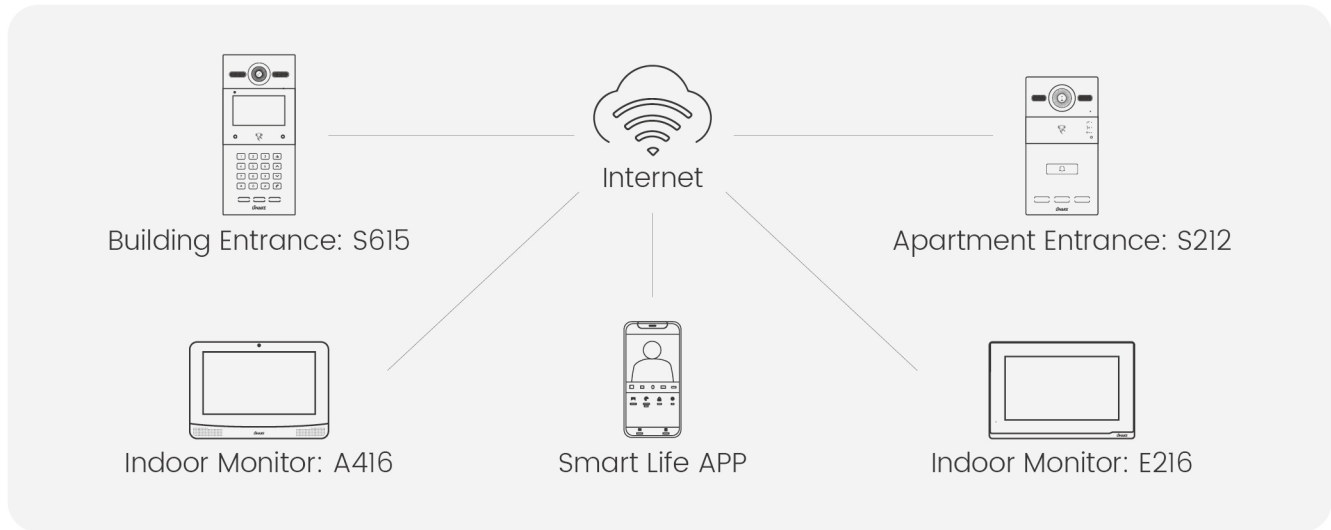 Internet
Building Entrance: S615
Apartment Entrance: S212
Indoor Monitor: A416
Smart Life APP
Indoor Monitor: E216